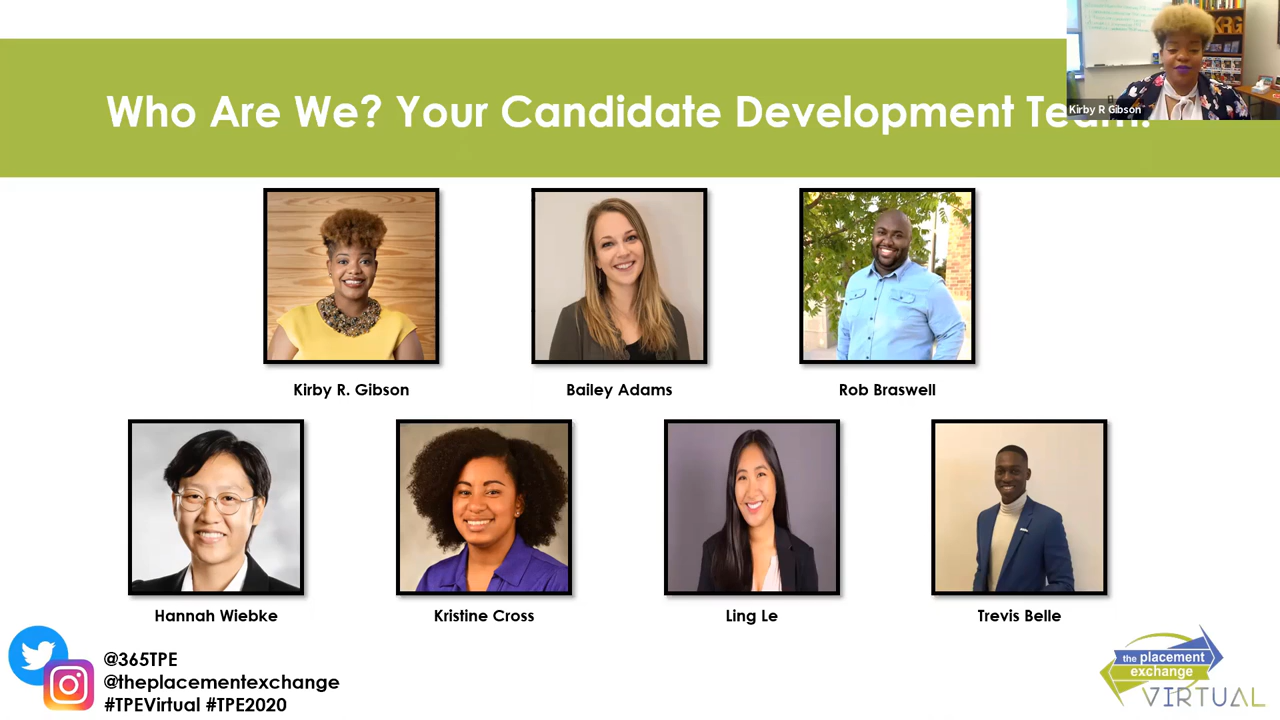 Who Are We? Your Candidate Development Team!
KRG
Kirby R Gibson
Kirby R. Gibson
Bailey Adams
Rob Braswell
Hannah Wiebke
Kristine Cross
Ling Le
Trevis Belle
@365TPE
@theplacementexchange
#TPEVirtual #TPE2020
the placement
exchange
VIRTUAL